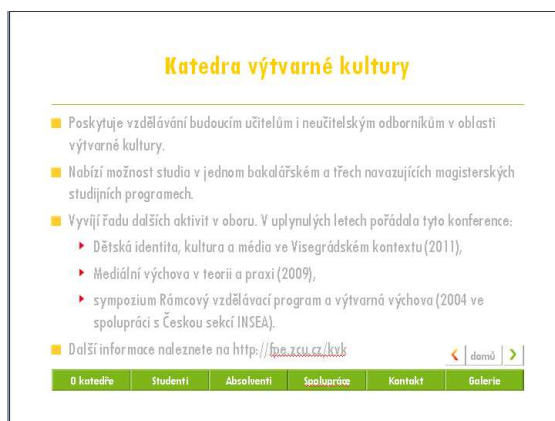 Katedra výtvarné kultury
Poskytuje vzdělávání budoucím učitelům i neučitelským odborníkům v oblasti
výtvarné kultury.
Nabízí možnost studia v jednom bakalářském a třech navazujících magisterských
studijních programech.
Vyvíjí řadu dalších aktivit v oboru. V uplynulých letech pořádala tyto konference:
Dětská identita, kultura a média ve Visegrádském kontextu (2011),
Mediální výchova v teorii a praxi (2009),
sympozium Rámcový vzdělávací program a výtvarná výchova (2004 ve
spolupráci s Českou sekcí INSEA).
Další informace naleznete na http://fpe.zcu.cz/kvk
domů
O katedře Studenti Absolventi Spolupráce Kontakt Galerie